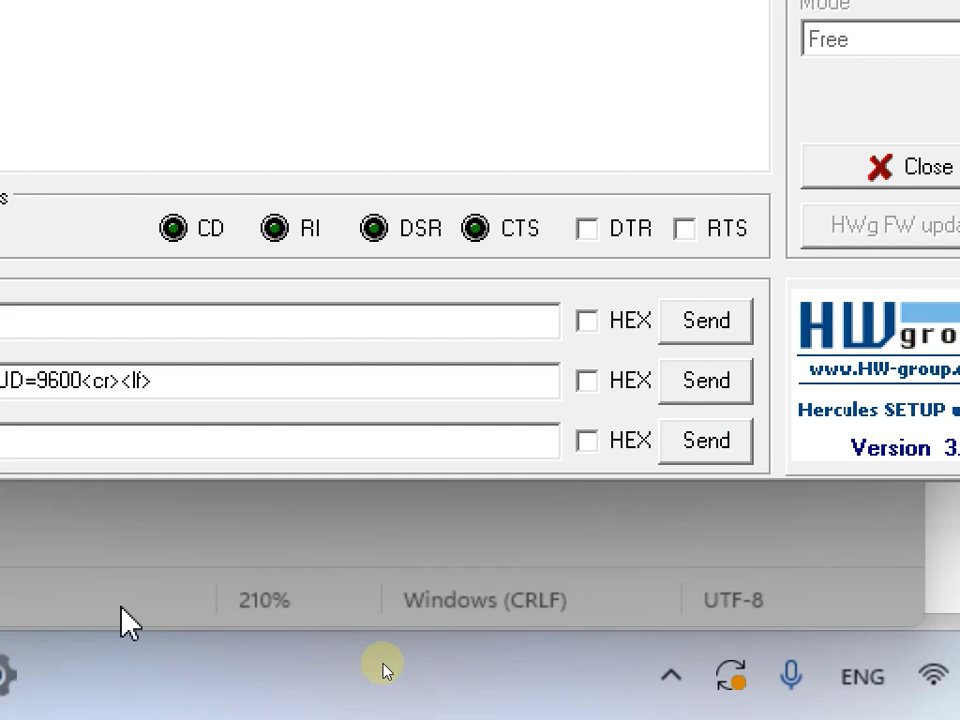 Mode
Free
Close
s
CD RI DSR CTS DTR RTS
HWg FW upda
HEX Send
UD=9600<cr><lf> HEX Send
HEX Send
HWgrou
www.HW-group.c
Hercules SETUP u
Version 3.
210% Windows (CRLF) UTF-8
ENG